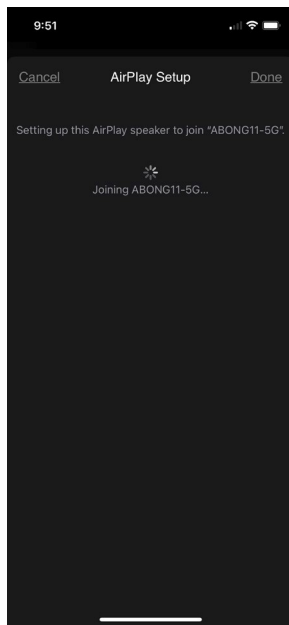 9:51
Cancel AirPlay Setup Done
Setting up this AirPlay speaker to join “ABONG11-5G”.
Joining ABONG11-5G...